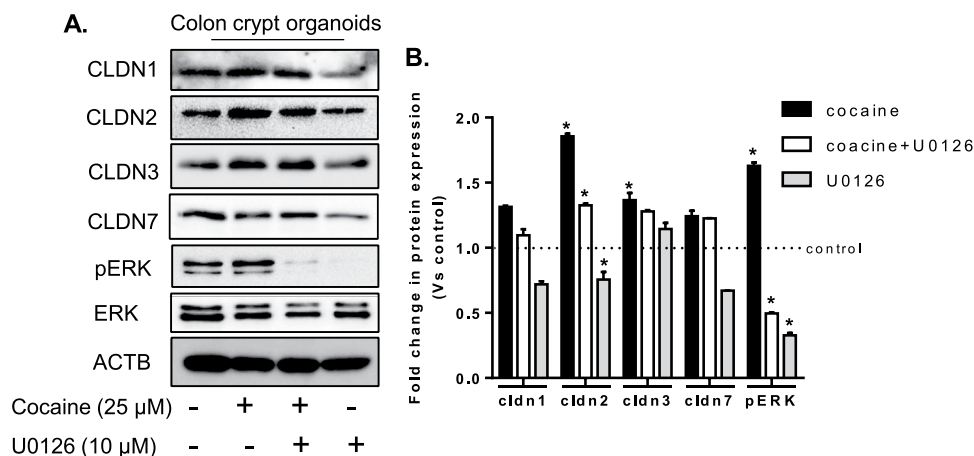 A.
Colon crypt organoids
CLDN1
CLDN2
CLDN3
CLDN7
pERK
ERK
ACTB
Cocaine (25 µM) - + + -
U0126 (10 µM) - - + +
B.
Fold change in protein expression
(Vs control)
2.0
1.5
1.0
0.5
0.0
cocaine
coacine+U0126
U0126
control
* * * * * * *
cldn1 cldn2 cldn3 cldn7 pERK